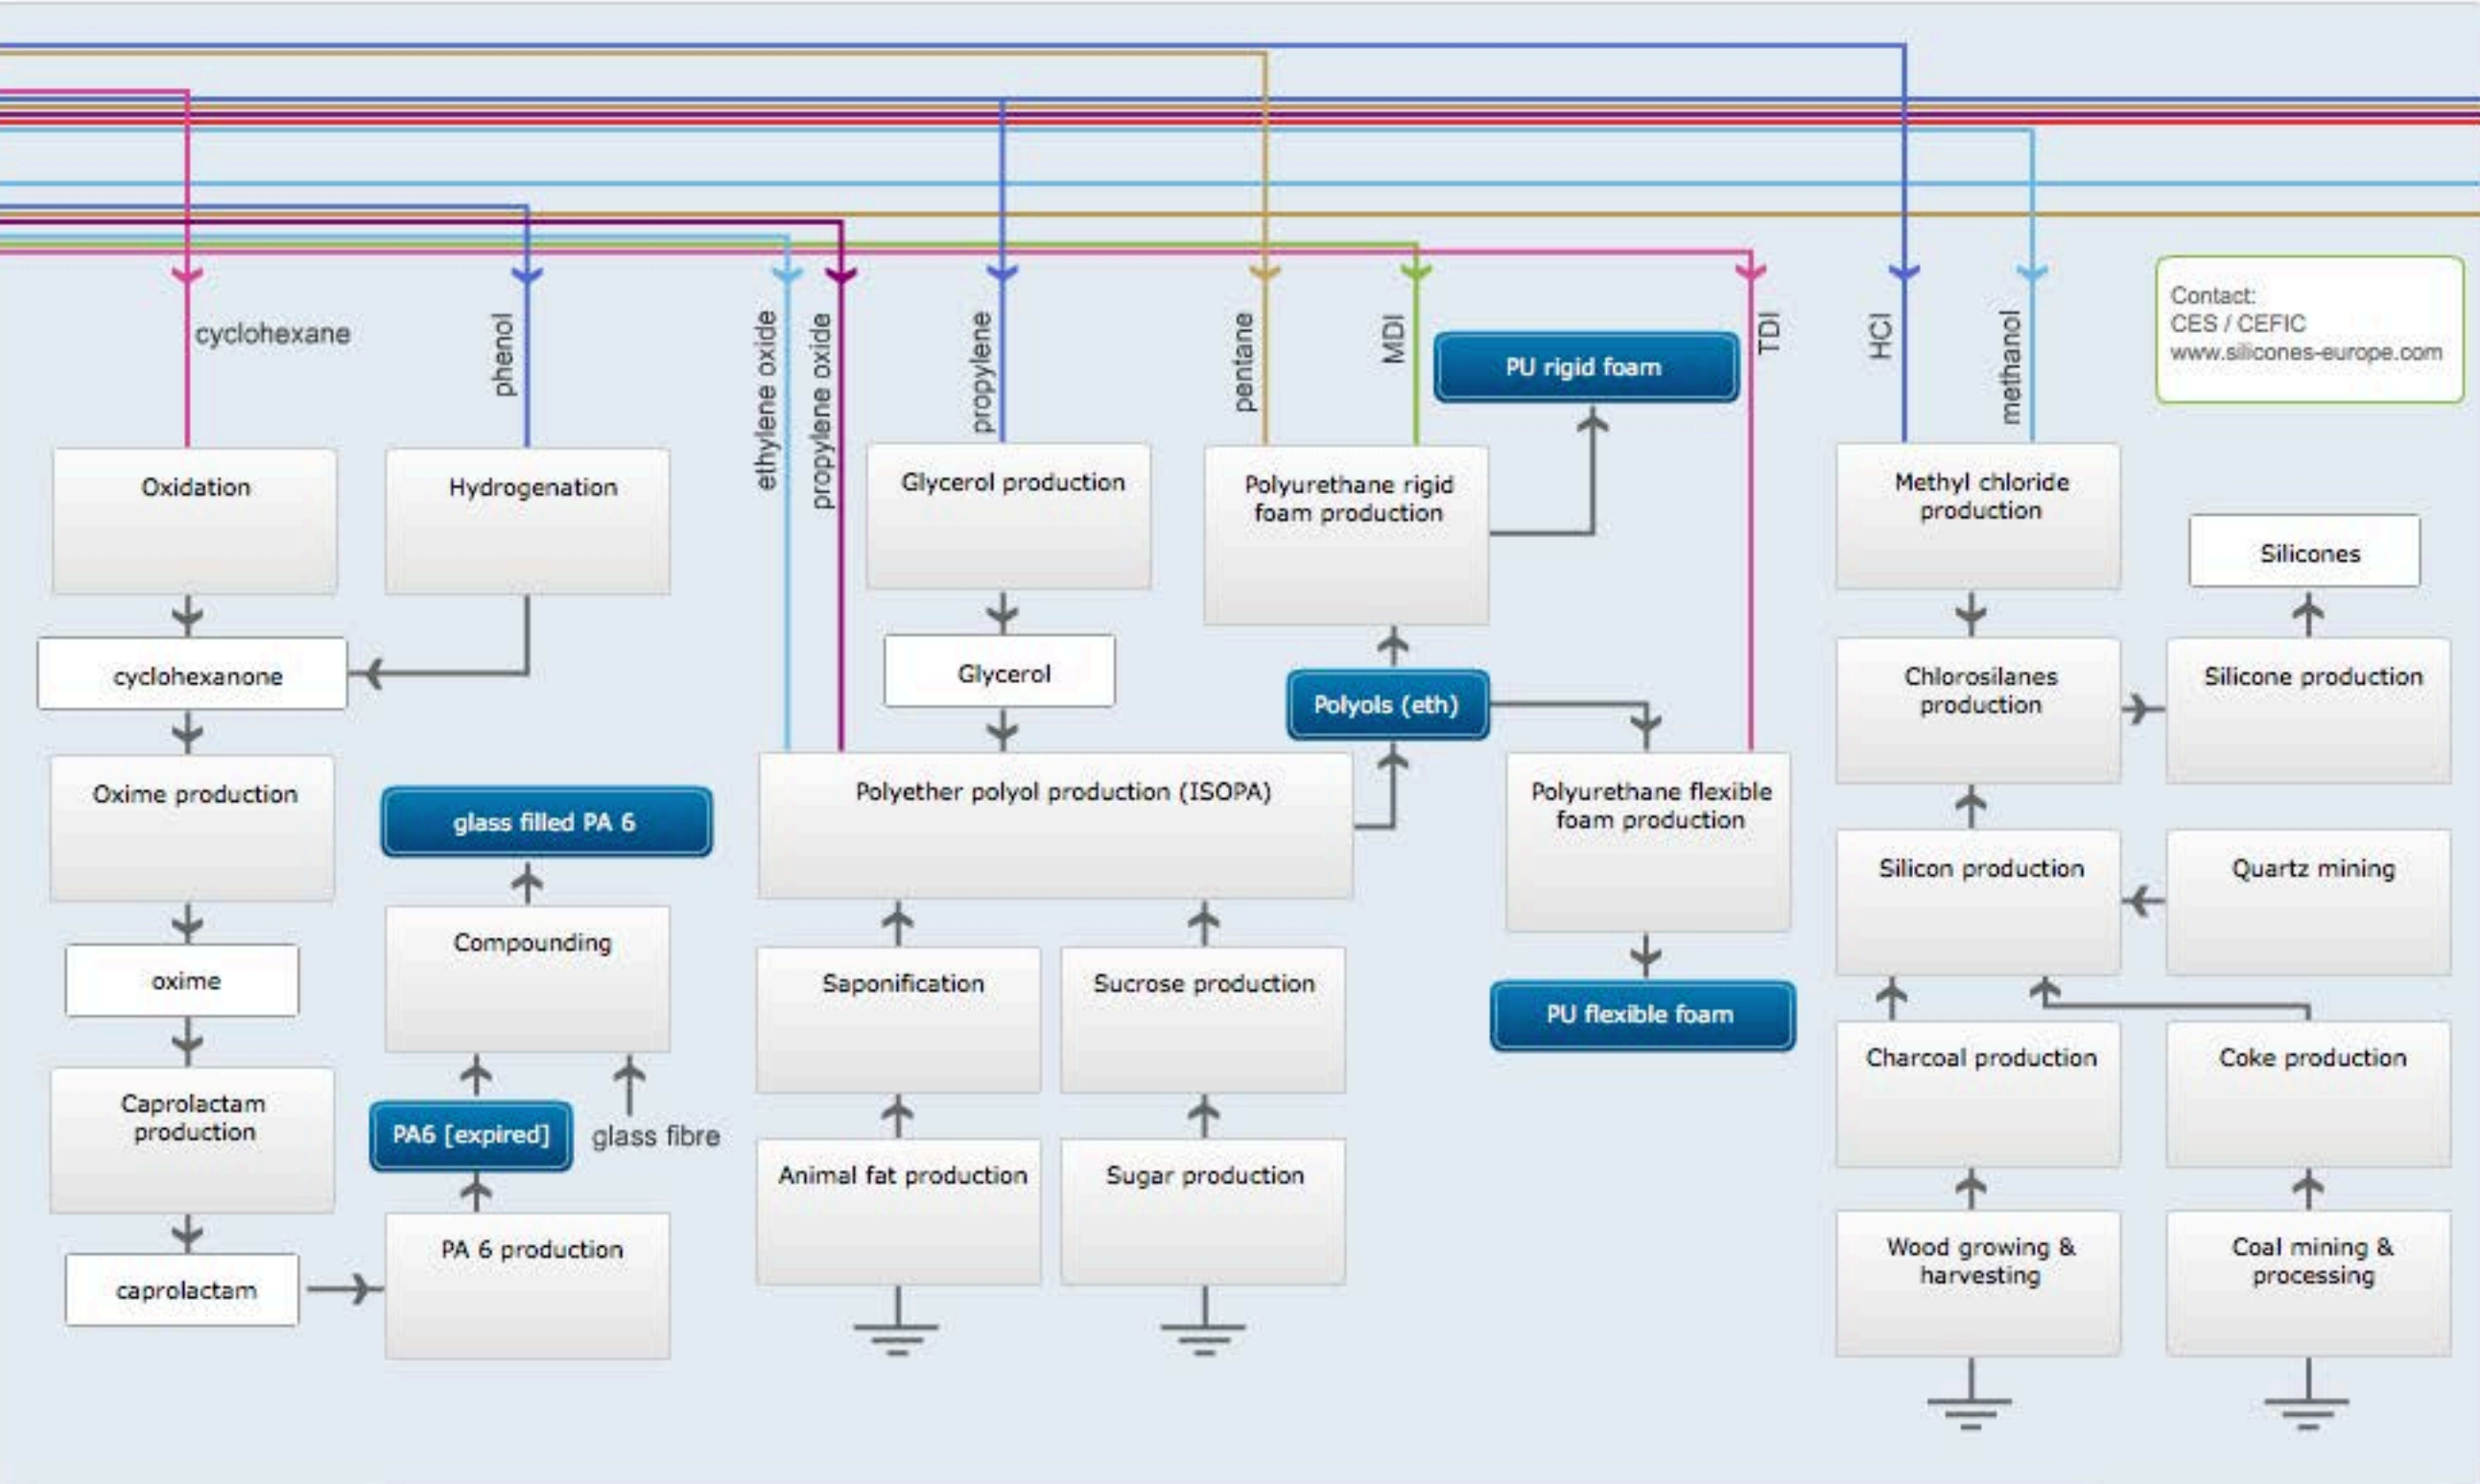 cyclohexane
phenol
ethylene oxide
propylene oxide
propylene
pentane
MDI
TDI
HCl
methanol
Contact:
CES / CEFIC
www.silicones-europe.com
PU rigid foam
Oxidation
Hydrogenation
Glycerol production
Polyurethane rigid
foam production
Methyl chloride
production
Silicones
cyclohexanone
Glycerol
Polyols (eth)
Chlorosilanes
production
Silicone production
Oxime production
glass filled PA 6
Polyether polyol production (ISOPA)
Polyurethane flexible
foam production
Silicon production
Quartz mining
oxime
Compounding
Saponification
Sucrose production
PU flexible foam
Charcoal production
Coke production
Caprolactam
production
PA6 [expired]
glass fibre
Animal fat production
Sugar production
caprolactam
PA 6 production
Wood growing &
harvesting
Coal mining &
processing